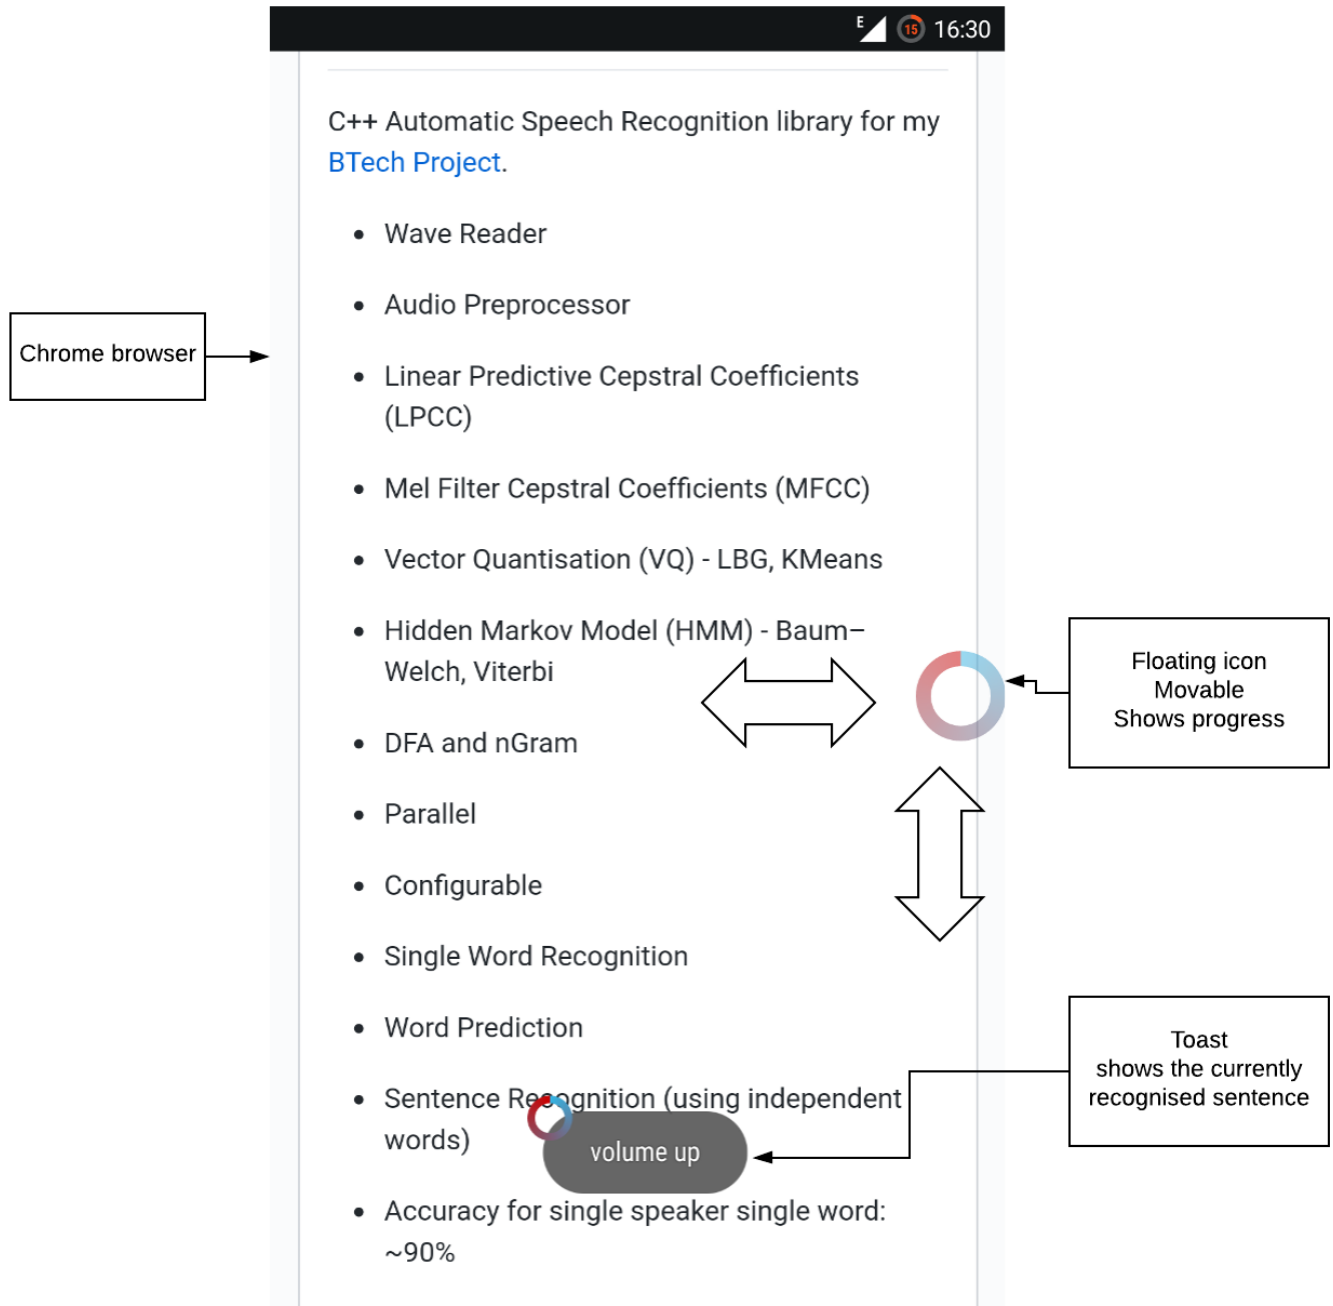 E 15 16:30
C++ Automatic Speech Recognition library for my
BTech Project.
• Wave Reader
• Audio Preprocessor
Chrome browser
• Linear Predictive Cepstral Coefficients
(LPCC)
• Mel Filter Cepstral Coefficients (MFCC)
• Vector Quantisation (VQ) - LBG, KMeans
• Hidden Markov Model (HMM) - Baum–
Welch, Viterbi
Floating icon
Movable
Shows progress
• DFA and nGram
• Parallel
• Configurable
• Single Word Recognition
• Word Prediction
Toast
shows the currently
recognised sentence
• Sentence Recognition (using independent
words)
volume up
• Accuracy for single speaker single word:
~90%